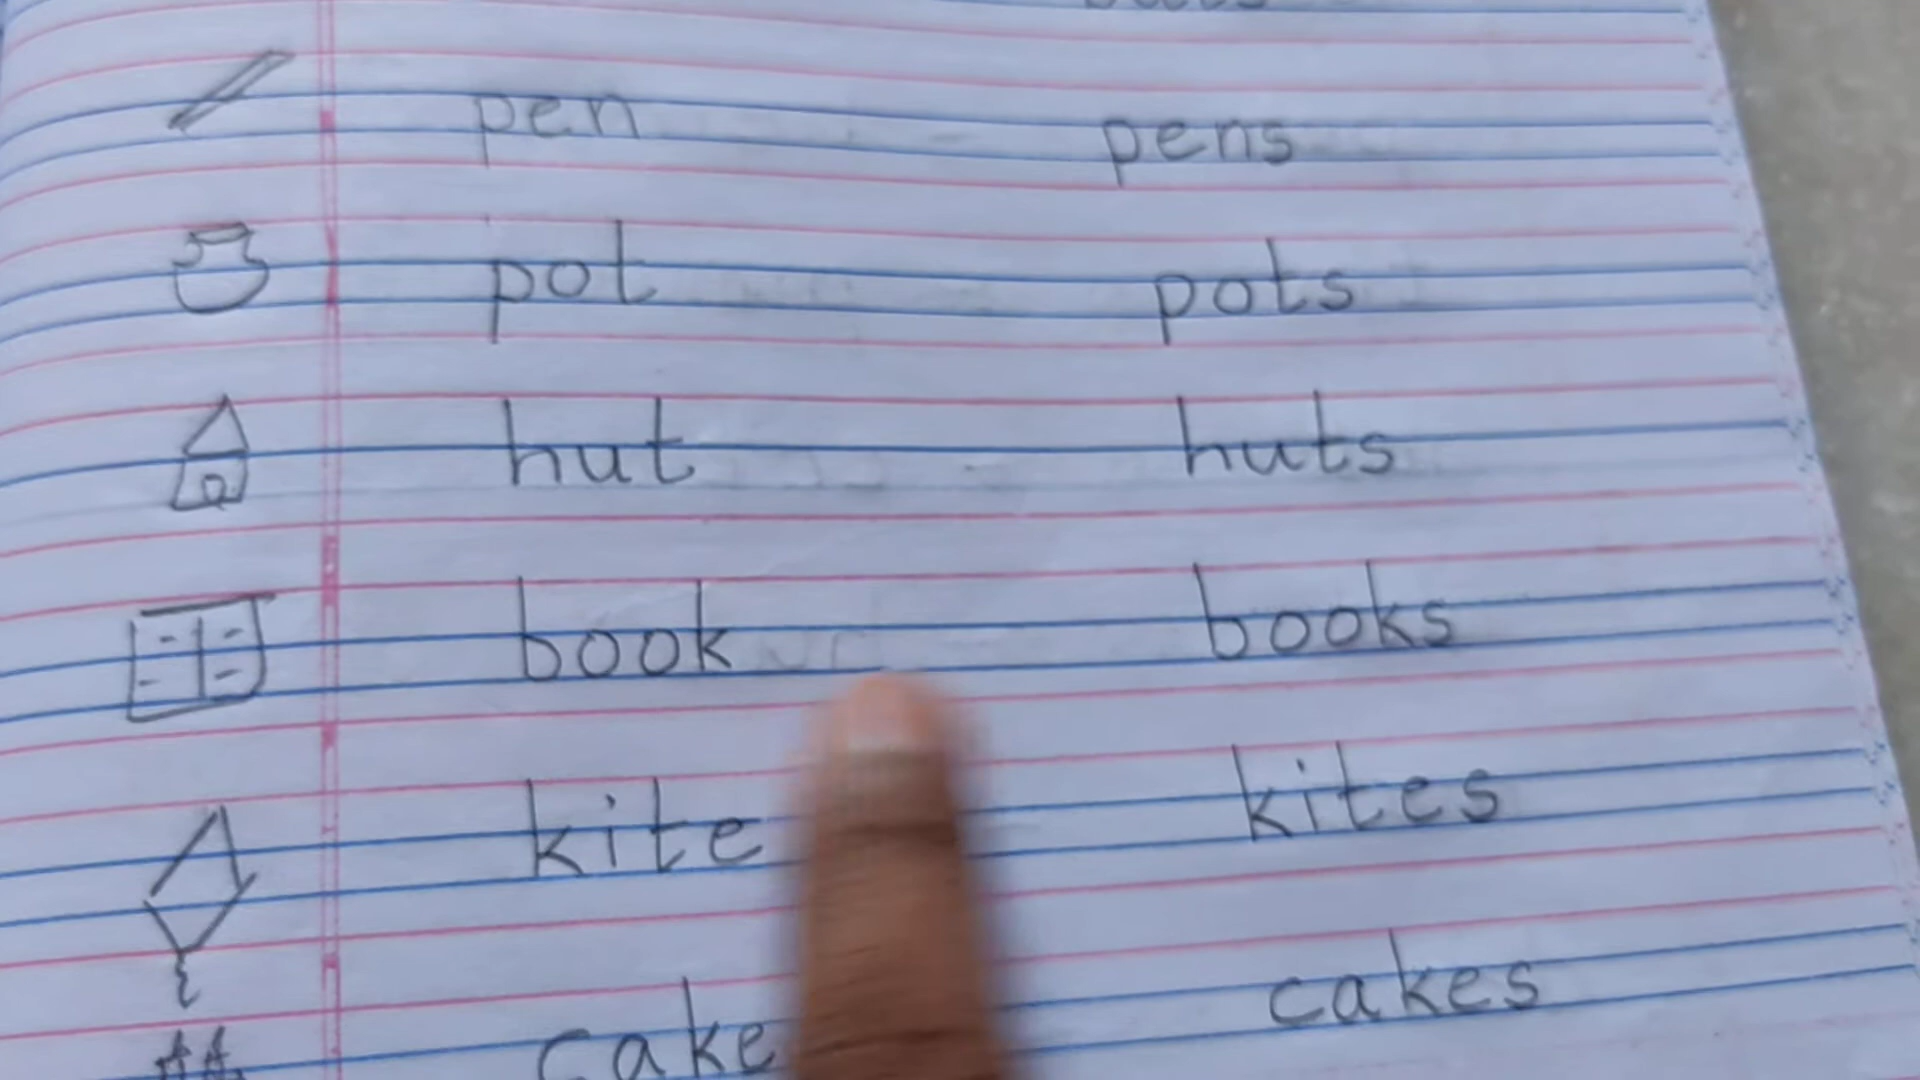 pen pens
pot pots
hut huts
book books
kite kites
cake cakes